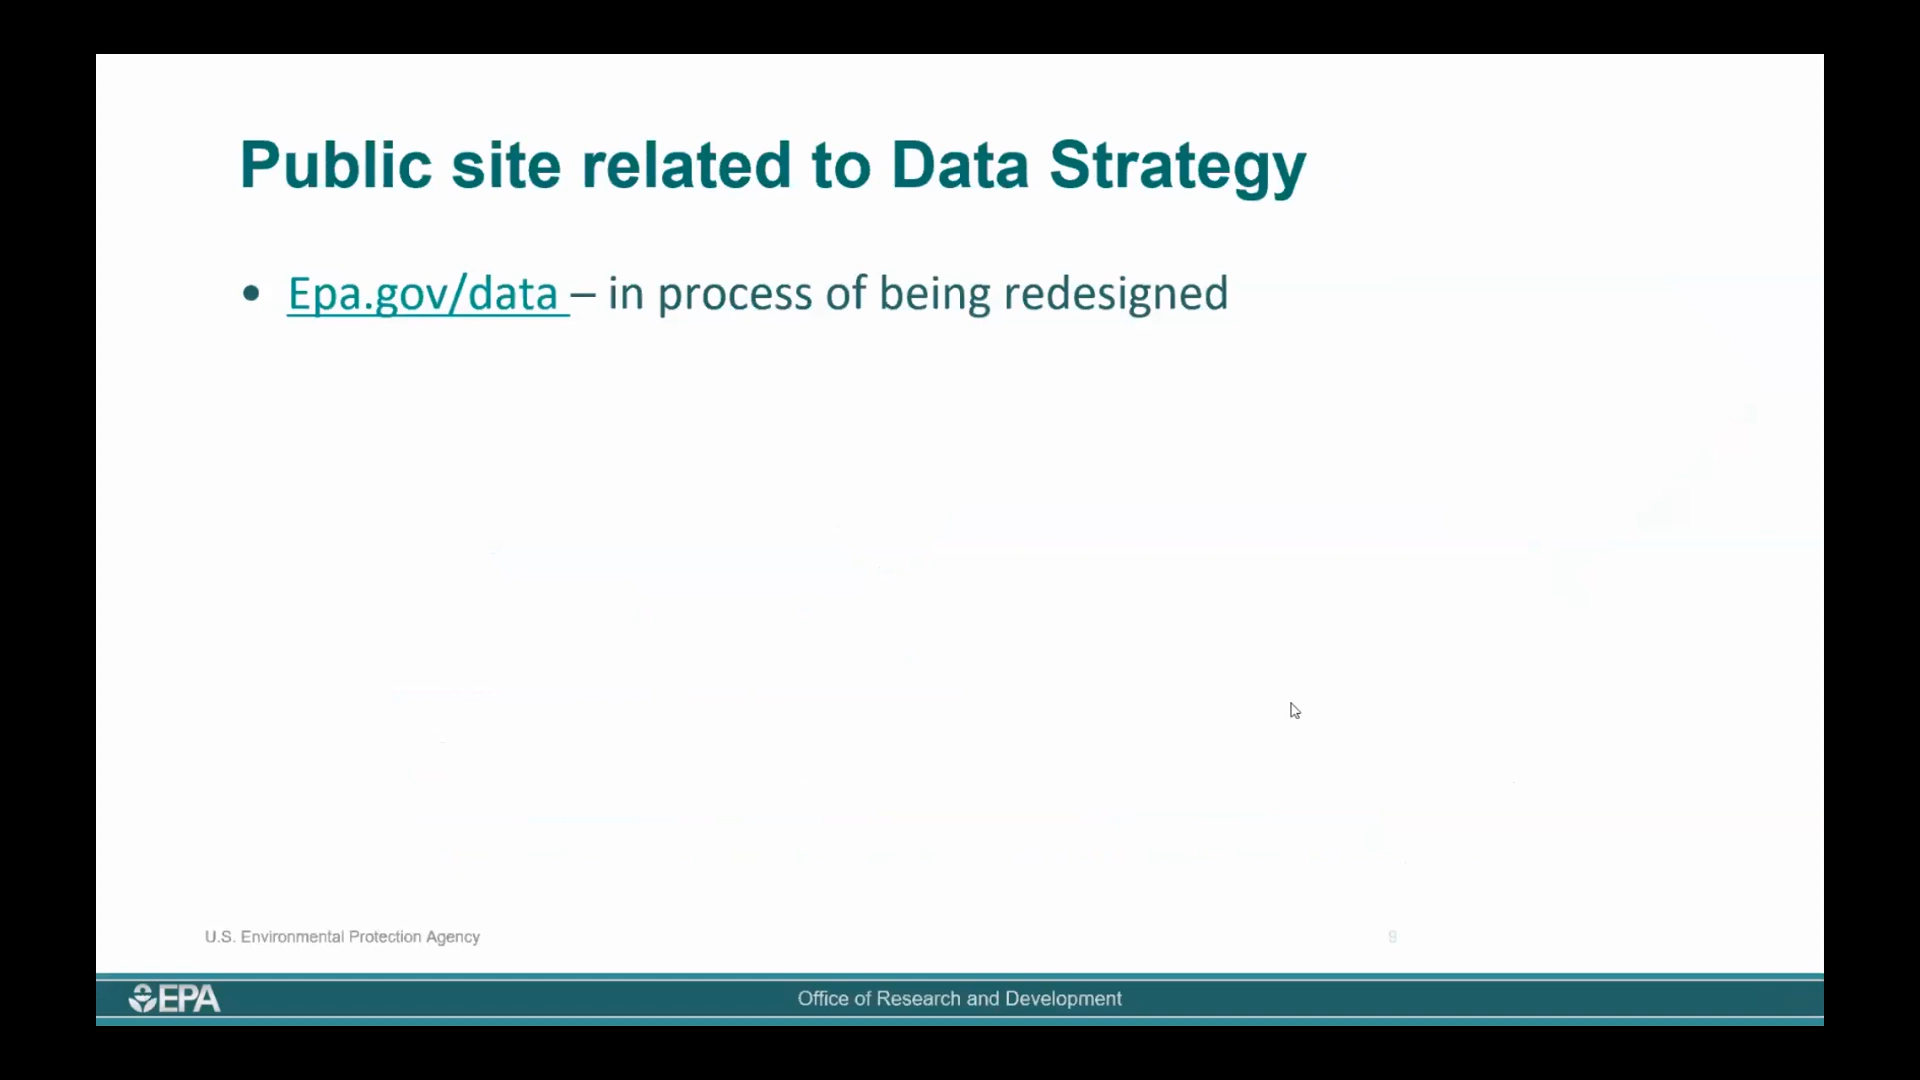 Public site related to Data Strategy
• Epa.gov/data – in process of being redesigned
U.S. Environmental Protection Agency
EPA
Office of Research and Development